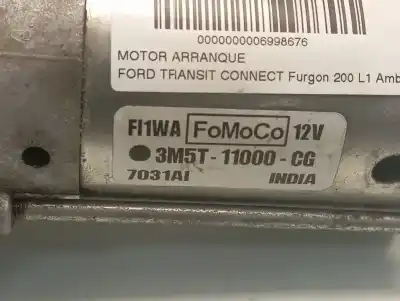 0000000006998676
MOTOR ARRANQUE
FORD TRANSIT CONNECT Furgon 200 L1 Amb
FI1WA FoMoCo 12V
3M5T-11000-CG
7031AI INDIA